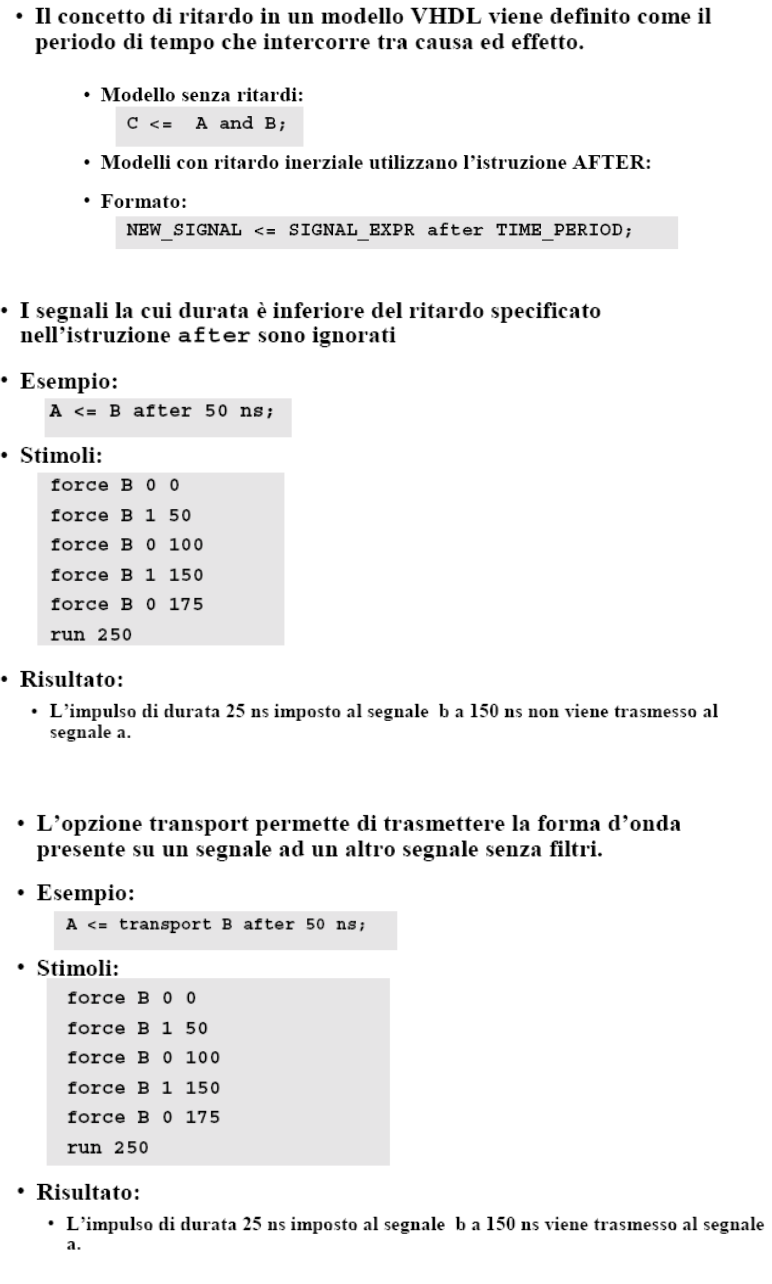 • Il concetto di ritardo in un modello VHDL viene definito come il
periodo di tempo che intercorre tra causa ed effetto.
• Modello senza ritardi:
C <= A and B;
• Modelli con ritardo inerziale utilizzano l'istruzione AFTER:
• Formato:
NEW_SIGNAL <= SIGNAL_EXPR after TIME_PERIOD;
• I segnali la cui durata è inferiore del ritardo specificato
nell'istruzione after sono ignorati
• Esempio:
A <= B after 50 ns;
• Stimoli:
force B 0 0
force B 1 50
force B 0 100
force B 1 150
force B 0 175
run 250
• Risultato:
• L'impulso di durata 25 ns imposto al segnale b a 150 ns non viene trasmesso al
segnale a.
• L'opzione transport permette di trasmettere la forma d'onda
presente su un segnale ad un altro segnale senza filtri.
• Esempio:
A <= transport B after 50 ns;
• Stimoli:
force B 0 0
force B 1 50
force B 0 100
force B 1 150
force B 0 175
run 250
• Risultato:
• L'impulso di durata 25 ns imposto al segnale b a 150 ns viene trasmesso al segnale
a.